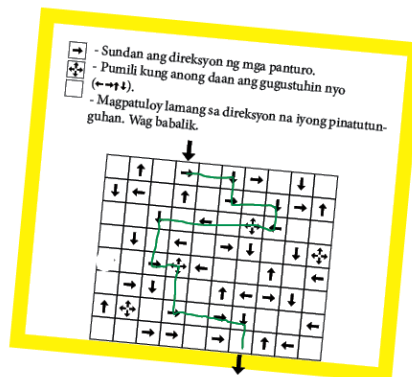 - Sundan ang direksyon ng mga panturo.
- Pumili kung anong daan ang gugustuhin nyo
(←→↑↓).
- Magpatuloy lamang sa direksyon na iyong pinatutun-
guhan. Wag babalik.